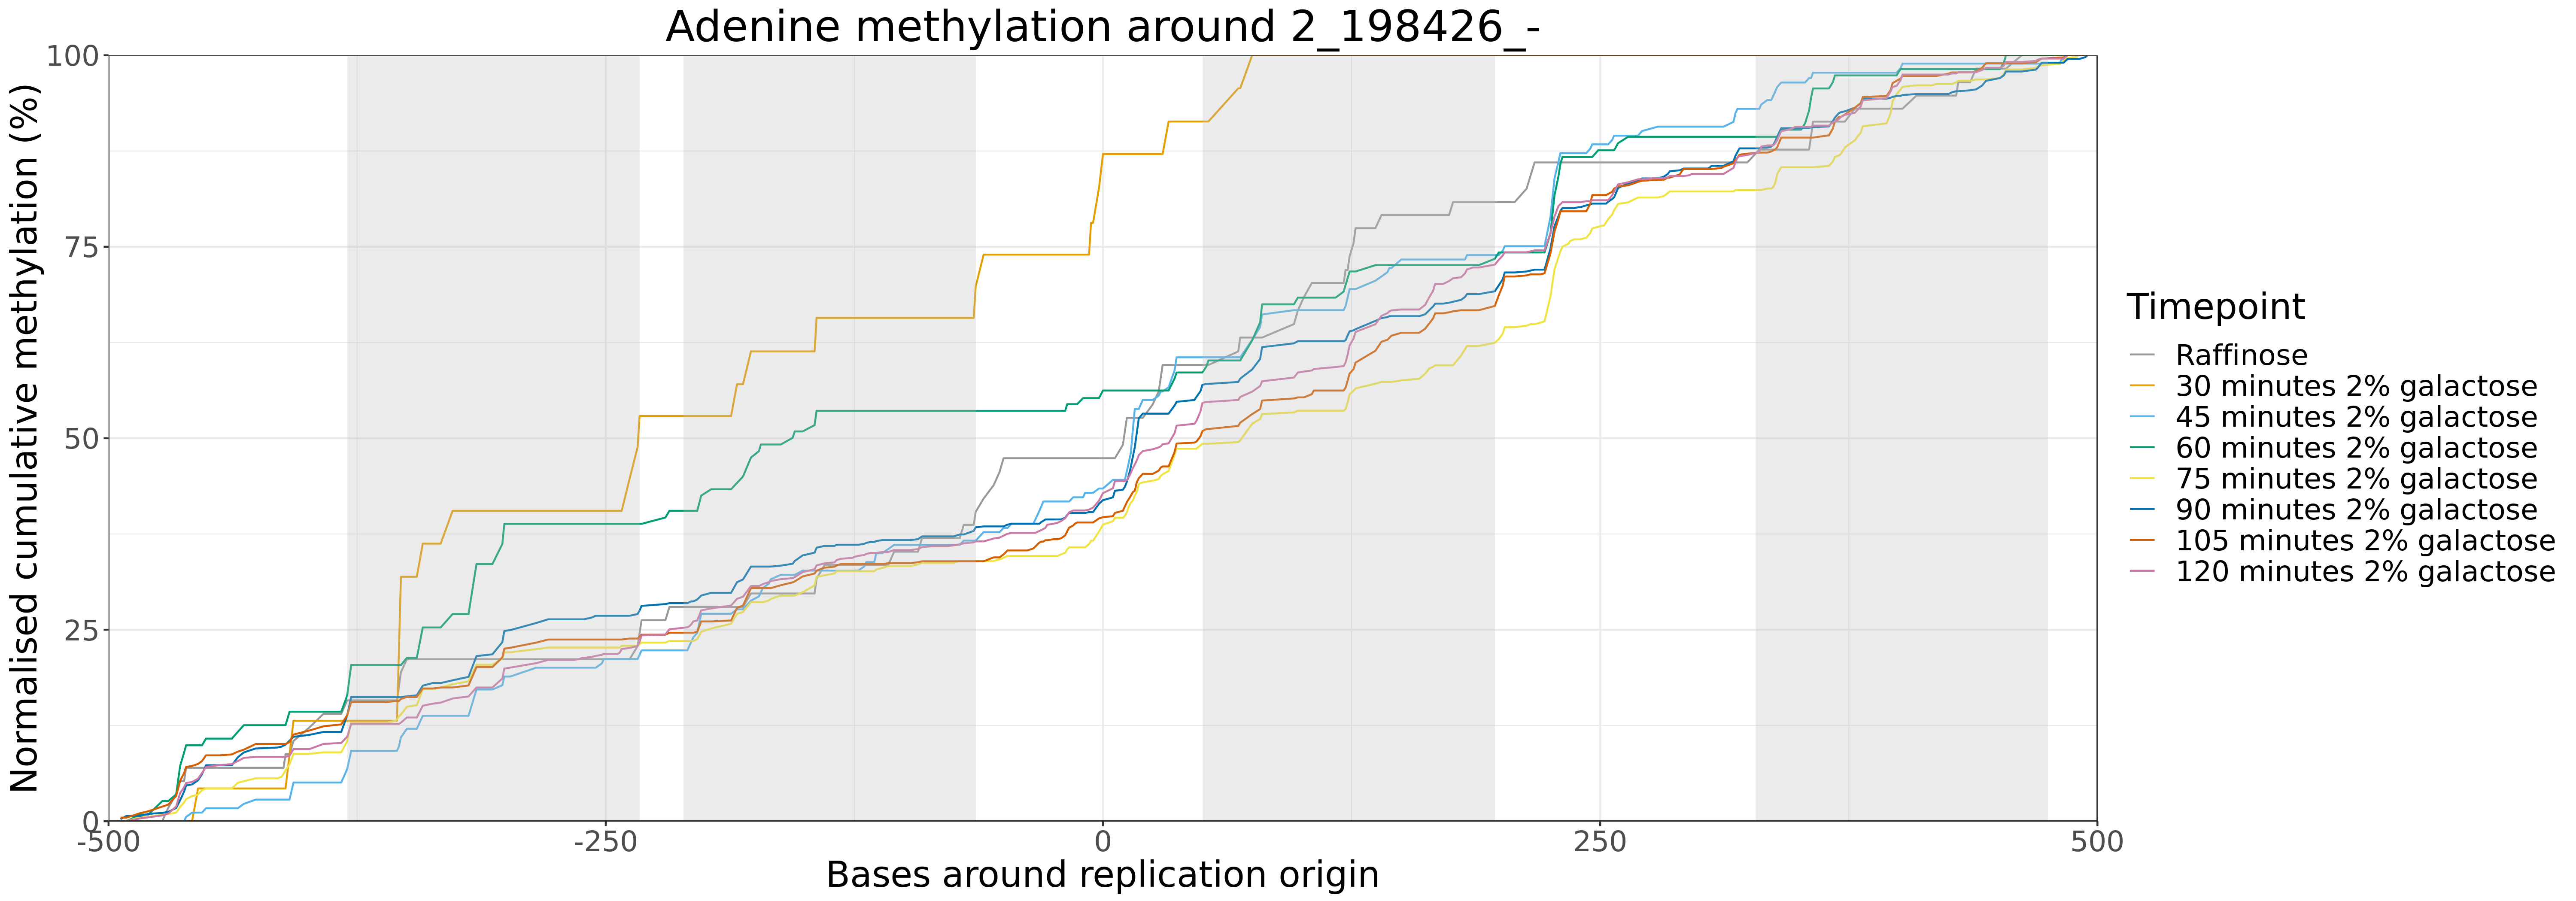 Adenine methylation around 2_198426_-
Normalised cumulative methylation (%)
100
75
50
25
0
-500
-250
0
250
500
Bases around replication origin
Timepoint
Raffinose
30 minutes 2% galactose
45 minutes 2% galactose
60 minutes 2% galactose
75 minutes 2% galactose
90 minutes 2% galactose
105 minutes 2% galactose
120 minutes 2% galactose